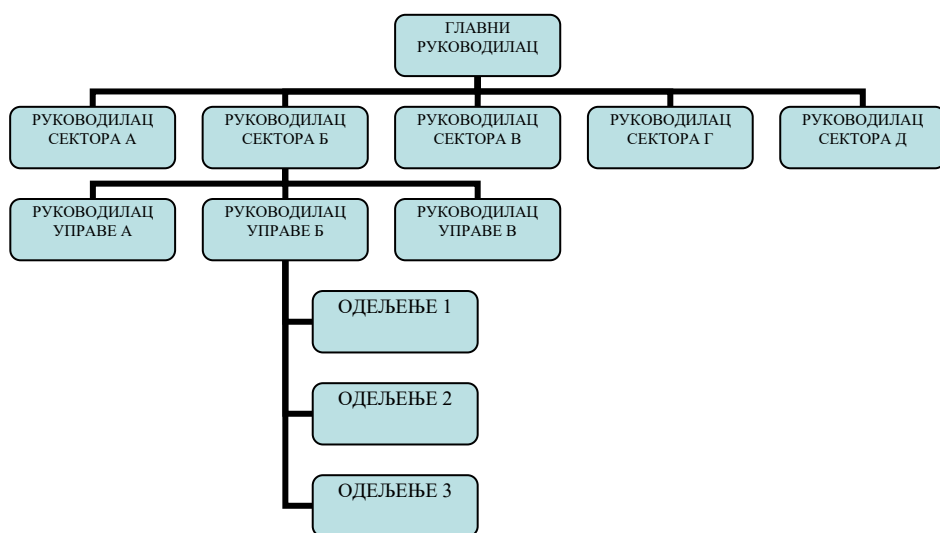 ГЛАВНИ
РУКОВОДИЛАЦ
РУКОВОДИЛАЦ
СЕКТОРА А
РУКОВОДИЛАЦ
СЕКТОРА Б
РУКОВОДИЛАЦ
СЕКТОРА В
РУКОВОДИЛАЦ
СЕКТОРА Г
РУКОВОДИЛАЦ
СЕКТОРА Д
РУКОВОДИЛАЦ
УПРАВЕ А
РУКОВОДИЛАЦ
УПРАВЕ Б
РУКОВОДИЛАЦ
УПРАВЕ В
ОДЕЉЕЊЕ 1
ОДЕЉЕЊЕ 2
ОДЕЉЕЊЕ 3